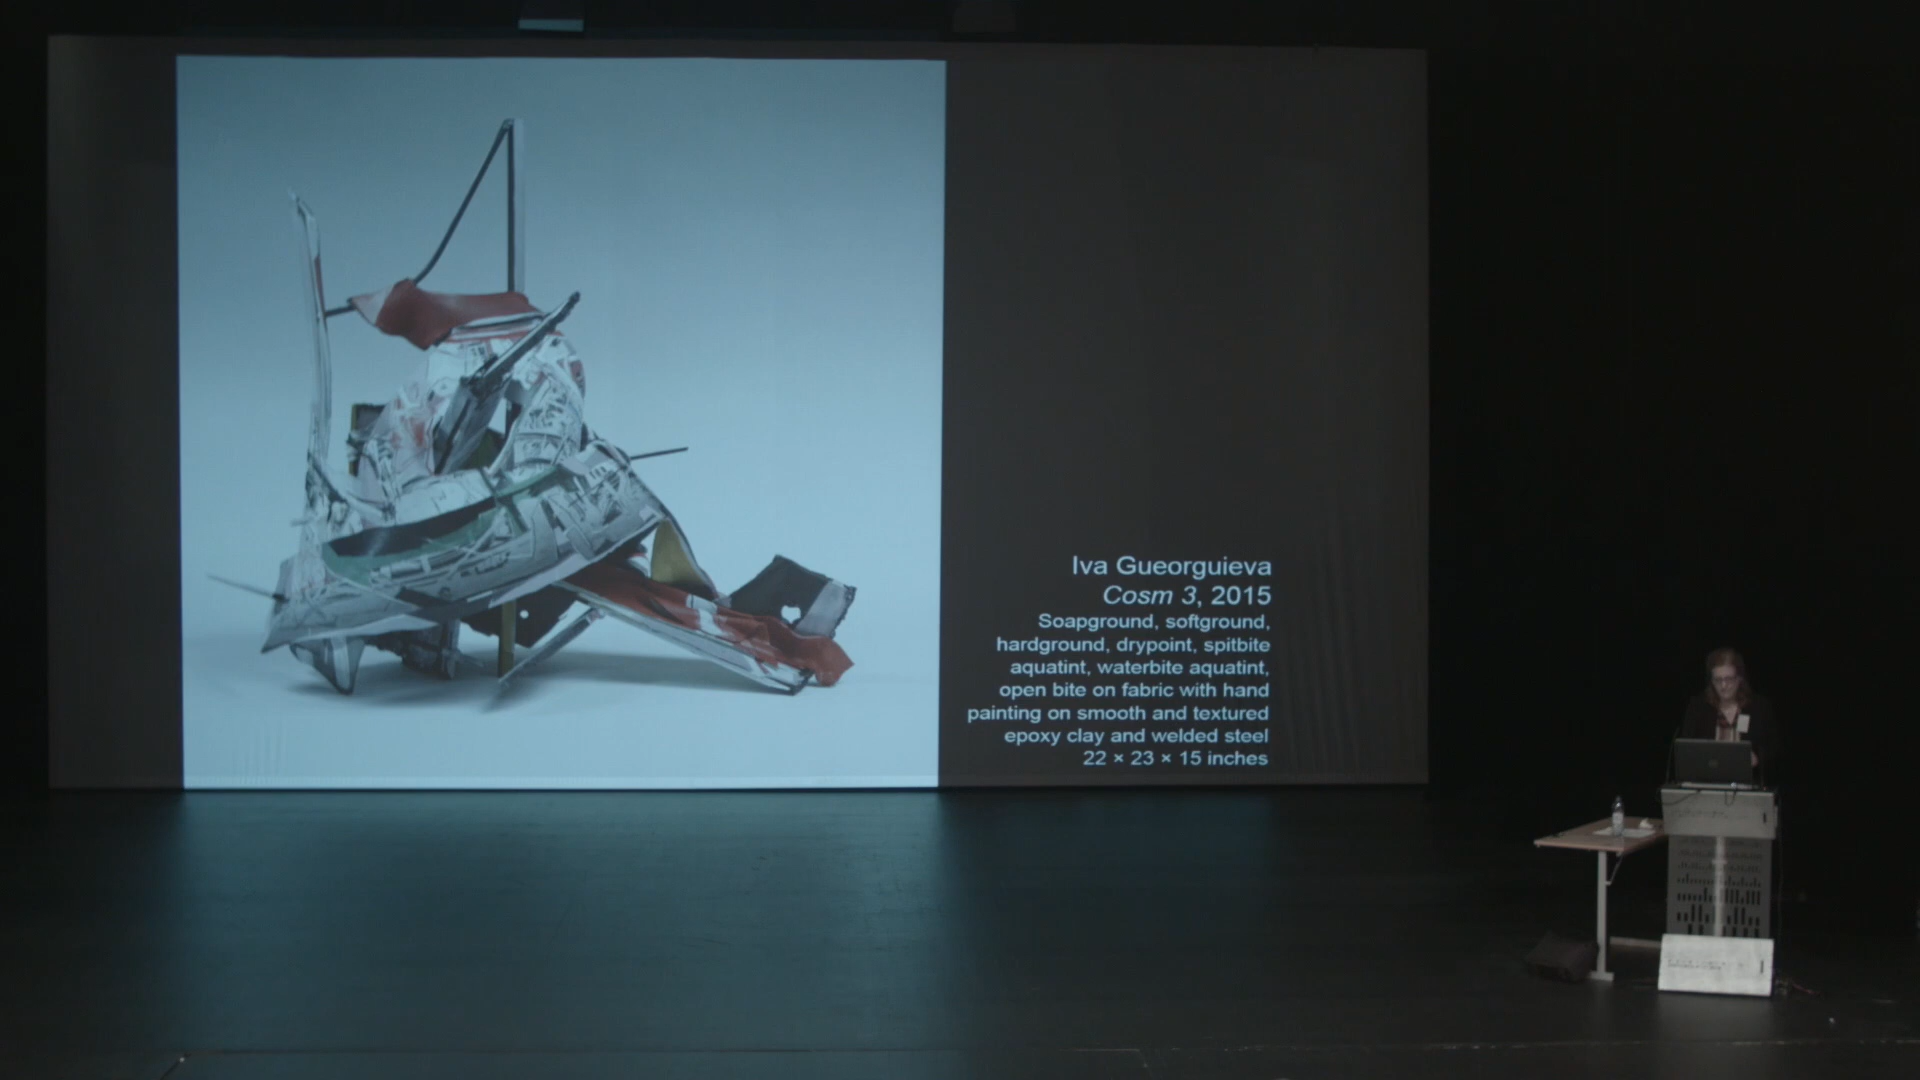 Iva Gueorguieva
Cosm 3, 2015
Soapground, softground,
hardground, drypoint, spitbite
aquatint, waterbite aquatint,
open bite on fabric with hand
painting on smooth and textured
epoxy clay and welded steel
22 × 23 × 15 inches